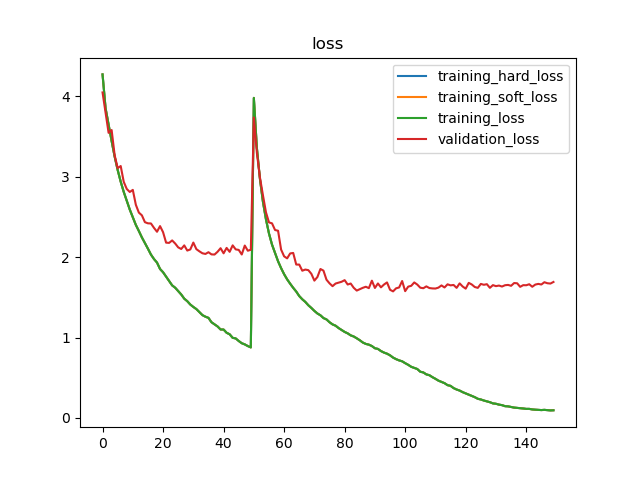 loss
training_hard_loss
training_soft_loss
training_loss
validation_loss
4
3
2
1
0
0 20 40 60 80 100 120 140